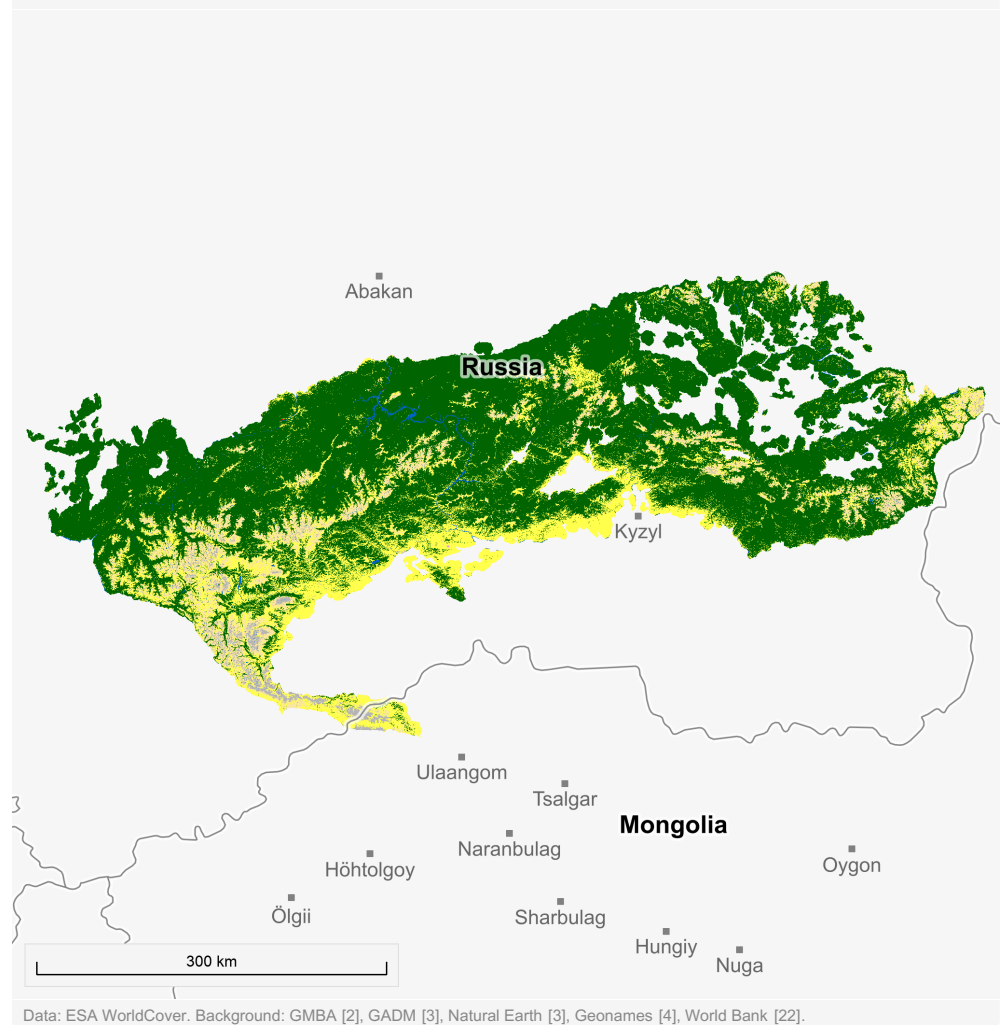 Abakan
Russia
Kyzyl
Ulaangom
Tsalgar
Mongolia
Naranbulag
Höhtolgoy
Oygon
Ölgii
Sharbulag
Hungiy
Nuga
300 km
Data: ESA WorldCover. Background: GMBA [2], GADM [3], Natural Earth [3], Geonames [4], World Bank [22].